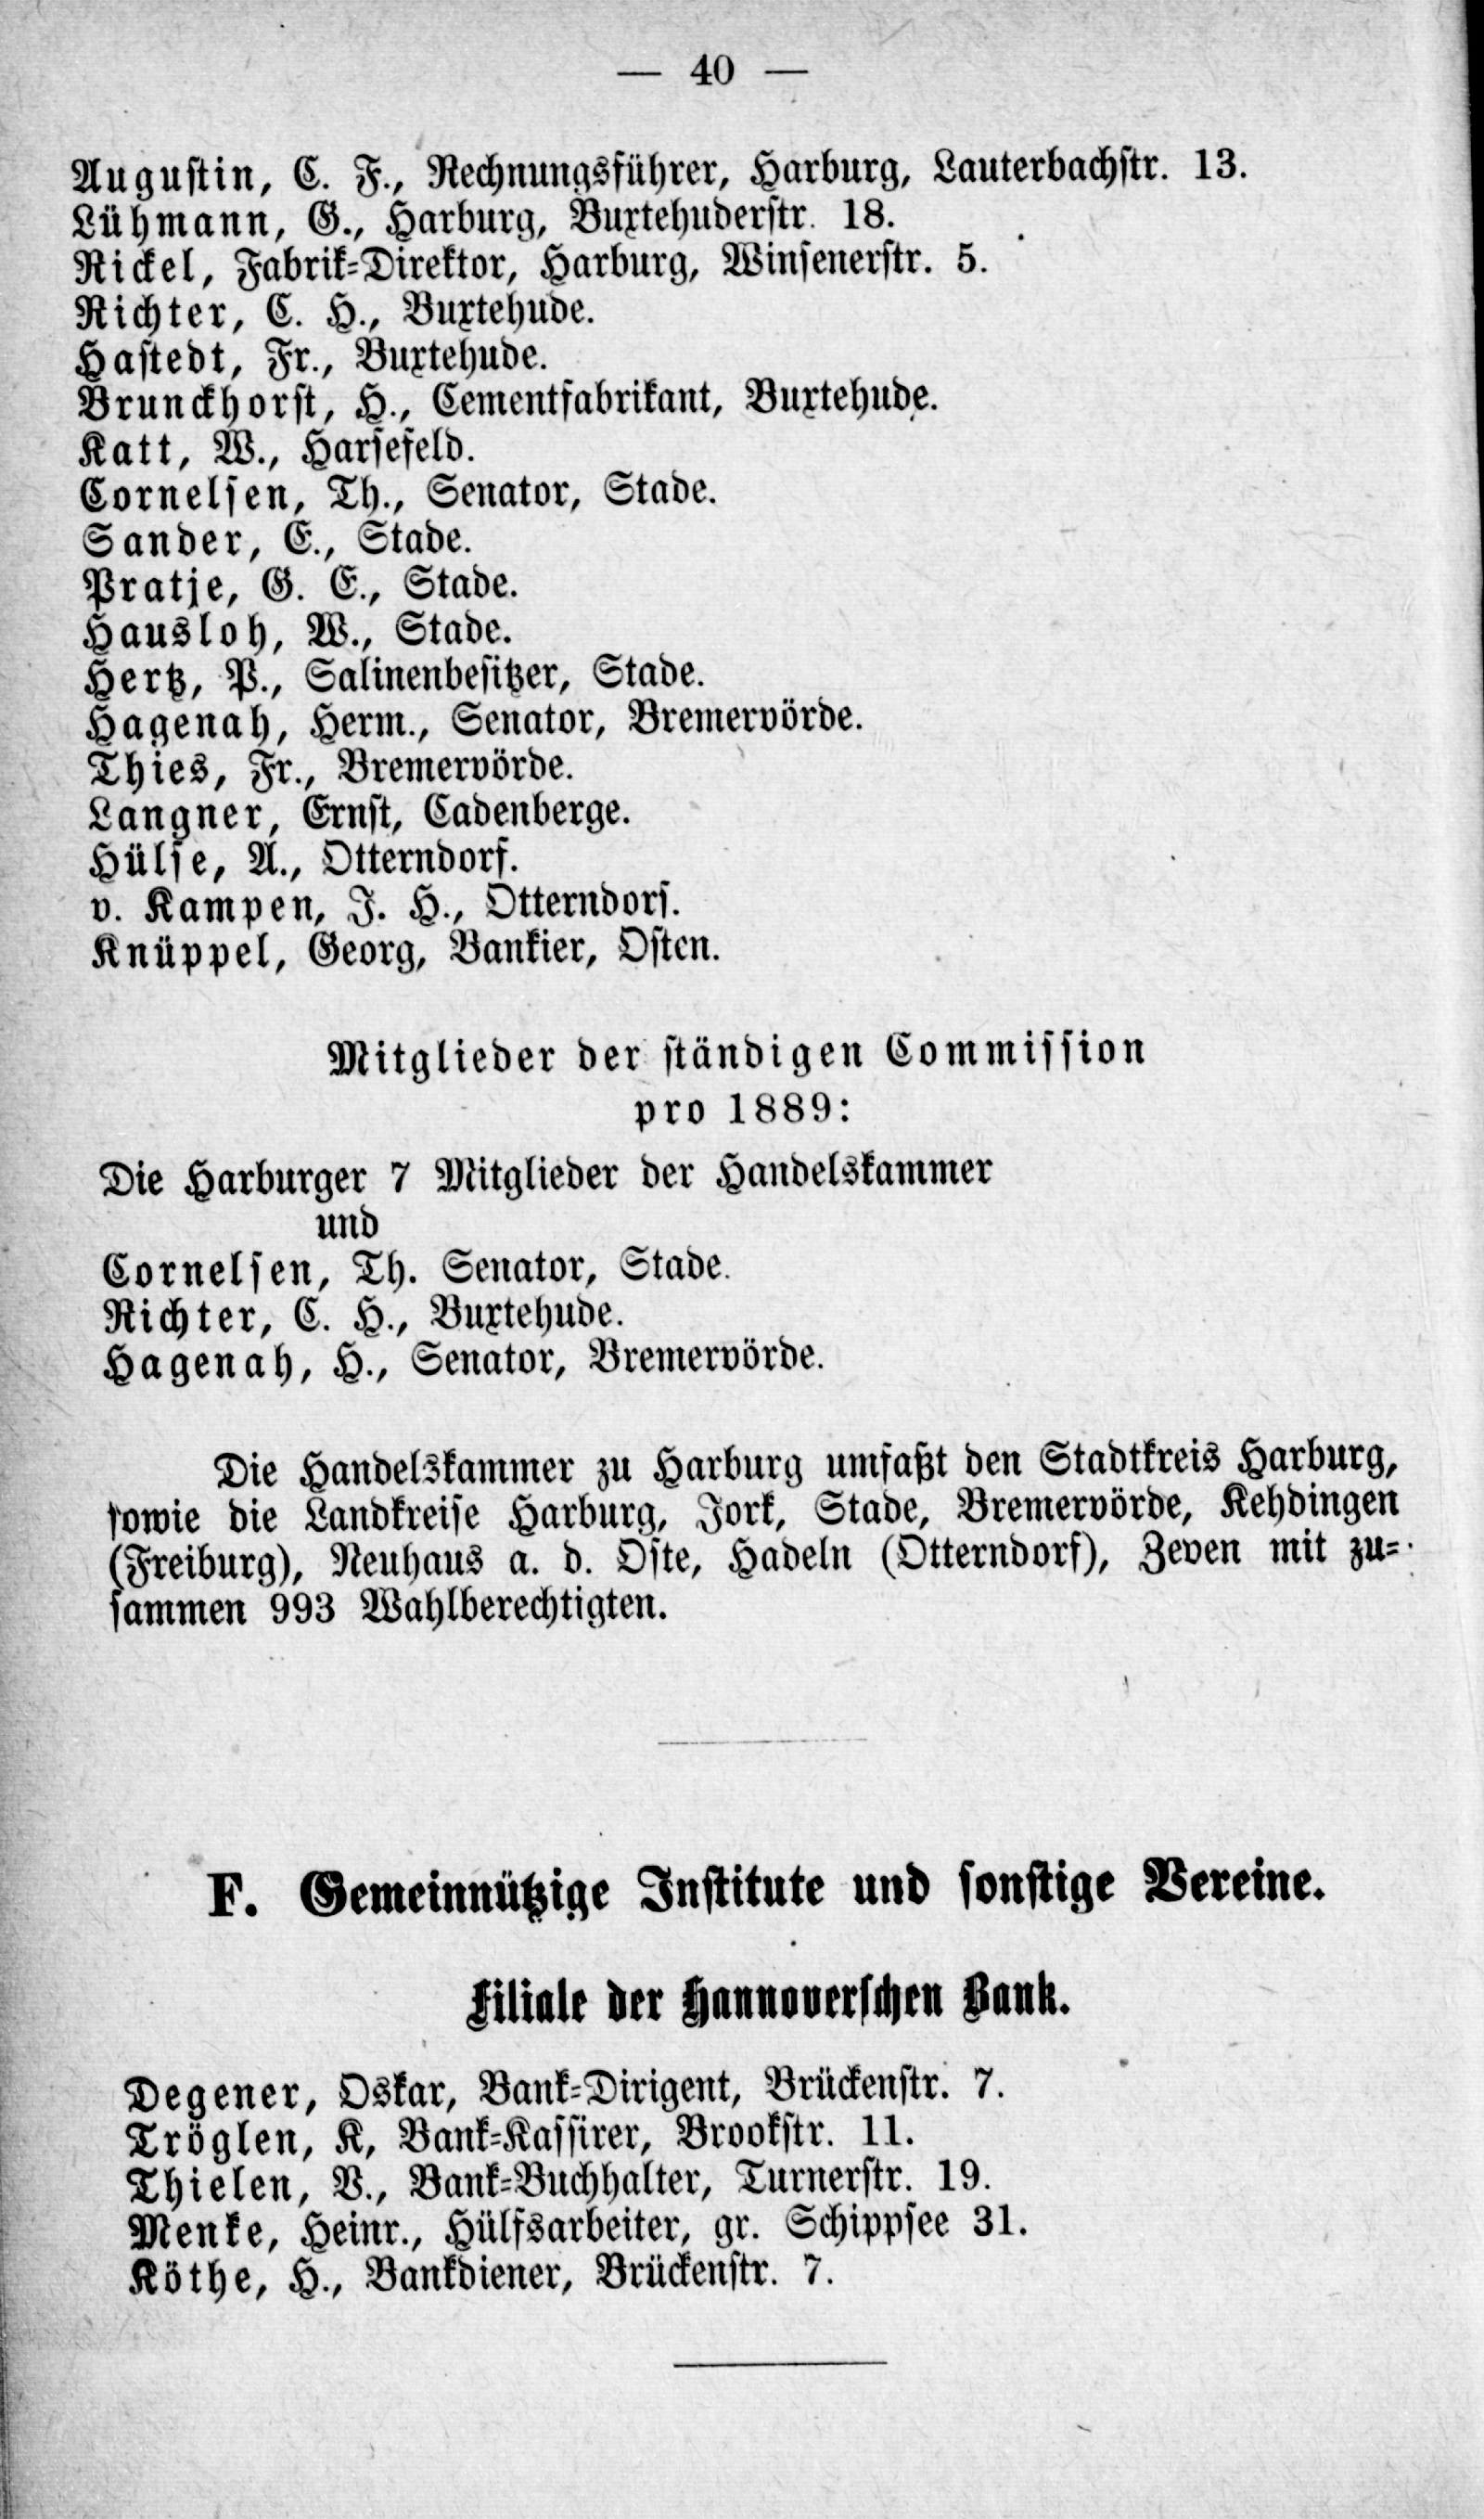 — 40 —
Augustin, C. F., Rechnungsführer, Harburg, Lauterbachstr. 13.
Lühmann, G., Harburg, Buxtehuderstr. 18.
Rickel, Fabrik-Direktor, Harburg, Winsenerstr. 5.
Richter, C. H., Buxtehude.
Hastedt, Fr., Buxtehude.
Brunckhorst, H., Cementfabrikant, Buxtehude.
Katt, W., Harsefeld.
Cornelsen, Th., Senator, Stade.
Sander, E., Stade.
Pratje, G. E., Stade.
Hausloh, W., Stade.
Hertz, P., Salinenbesitzer, Stade.
Hagenah, Herm., Senator, Bremervörde.
Thies, Fr., Bremervörde.
Langner, Ernst, Cadenberge.
Hülse, A., Otterndorf.
v. Kampen, J. H., Otterndorf.
Knüppel, Georg, Bankier, Osten.
Mitglieder der ständigen Commission
pro 1889:
Die Harburger 7 Mitglieder der Handelskammer
und
Cornelsen, Th. Senator, Stade.
Richter, C. H., Buxtehude.
Hagenah, H., Senator, Bremervörde.
Die Handelskammer zu Harburg umfaßt den Stadtkreis Harburg,
sowie die Landkreise Harburg, Jork, Stade, Bremervörde, Kehdingen
(Freiburg), Neuhaus a. d. Oste, Hadeln (Otterndorf), Zeven mit zu-
sammen 993 Wahlberechtigten.
F. Gemeinnützige Institute und sonstige Vereine.
Filiale der Hannoverschen Bank.
Degener, Oskar, Bank-Dirigent, Brückenstr. 7.
Tröglen, K, Bank-Kassirer, Brookstr. 11.
Thielen, V., Bank-Buchhalter, Turnerstr. 19.
Menke, Heinr., Hülfsarbeiter, gr. Schippsee 31.
Köthe, H., Bankdiener, Brückenstr. 7.